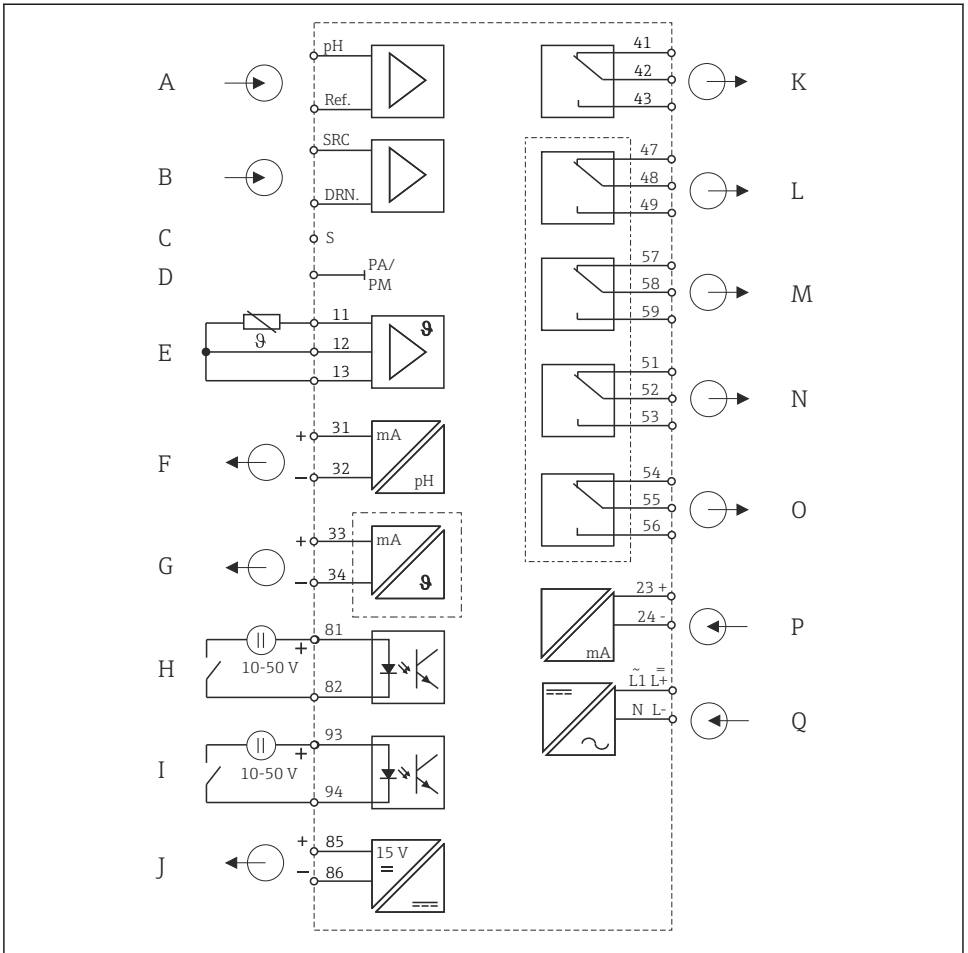 A
pH
Ref.
B
SRC
DRN.
C
S
D
PA/
PM
E
ϑ
11
12
13
ϑ
F
+ 31
− 32
mA
pH
G
+ 33
− 34
mA
ϑ
H
10-50 V
+
81
82
I
10-50 V
+
93
94
J
+ 85
− 86
15 V
=
41
42
43
K
47
48
49
L
57
58
59
M
51
52
53
N
54
55
56
O
23 +
24 -
mA
P
~ =
L1 L+
N L-
Q